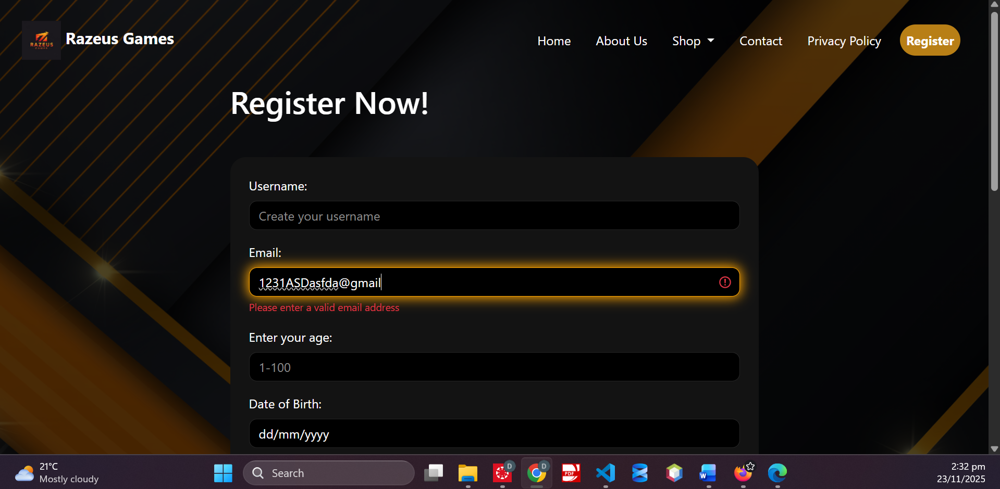 RAZEUS
GAMES
Razeus Games
Home
About Us
Shop
Contact
Privacy Policy
Register
Register Now!
Username:
Create your username
Email:
1231ASDasfda@gmail
Please enter a valid email address
Enter your age:
1-100
Date of Birth:
dd/mm/yyyy
21°C
Mostly cloudy
Search
D
D
PDF
W
2:32 pm
23/11/2025